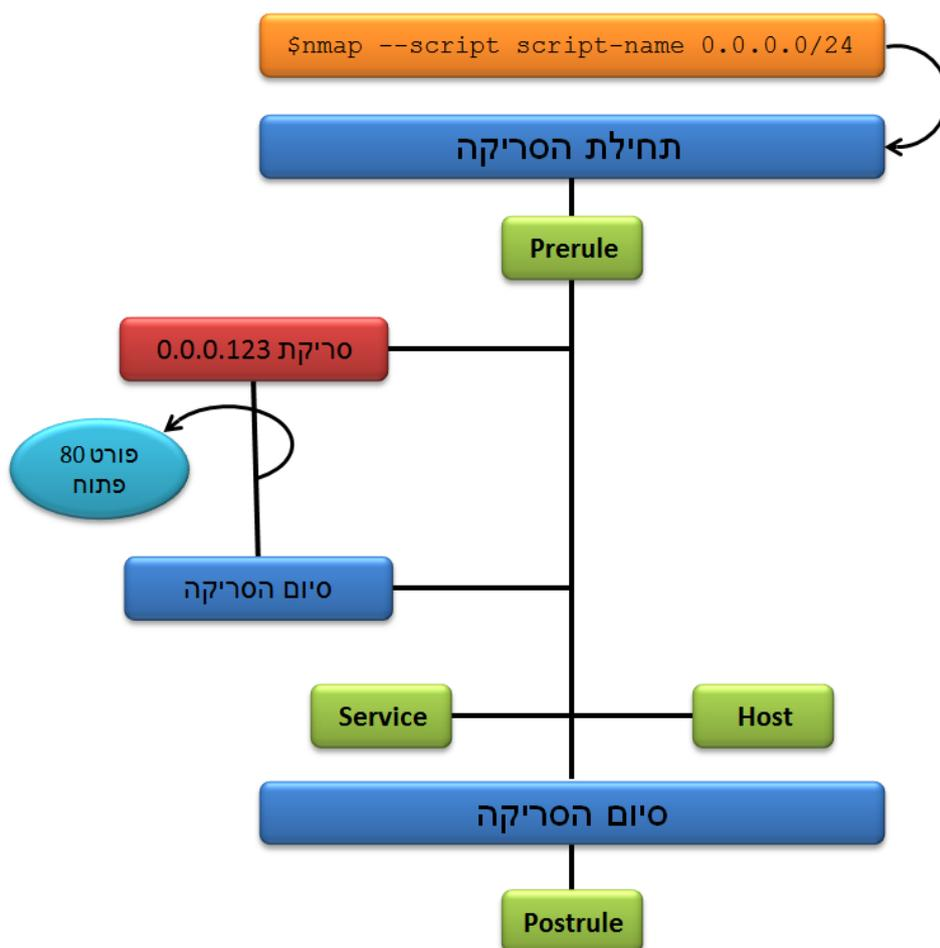 $nmap --script script-name 0.0.0.0/24
תחילת הסריקה
Prerule
סריקת 0.0.0.123
פורט 80
פתוח
סיום הסריקה
Service
Host
סיום הסריקה
Postrule